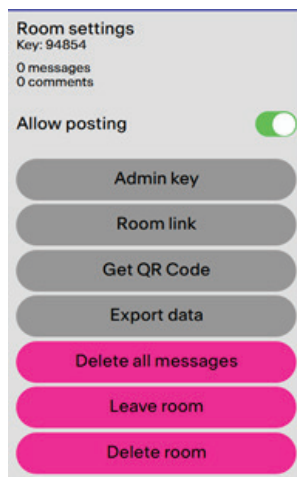 Room settings
Key: 94854
0 messages
0 comments
Allow posting
Admin key
Room link
Get QR Code
Export data
Delete all messages
Leave room
Delete room